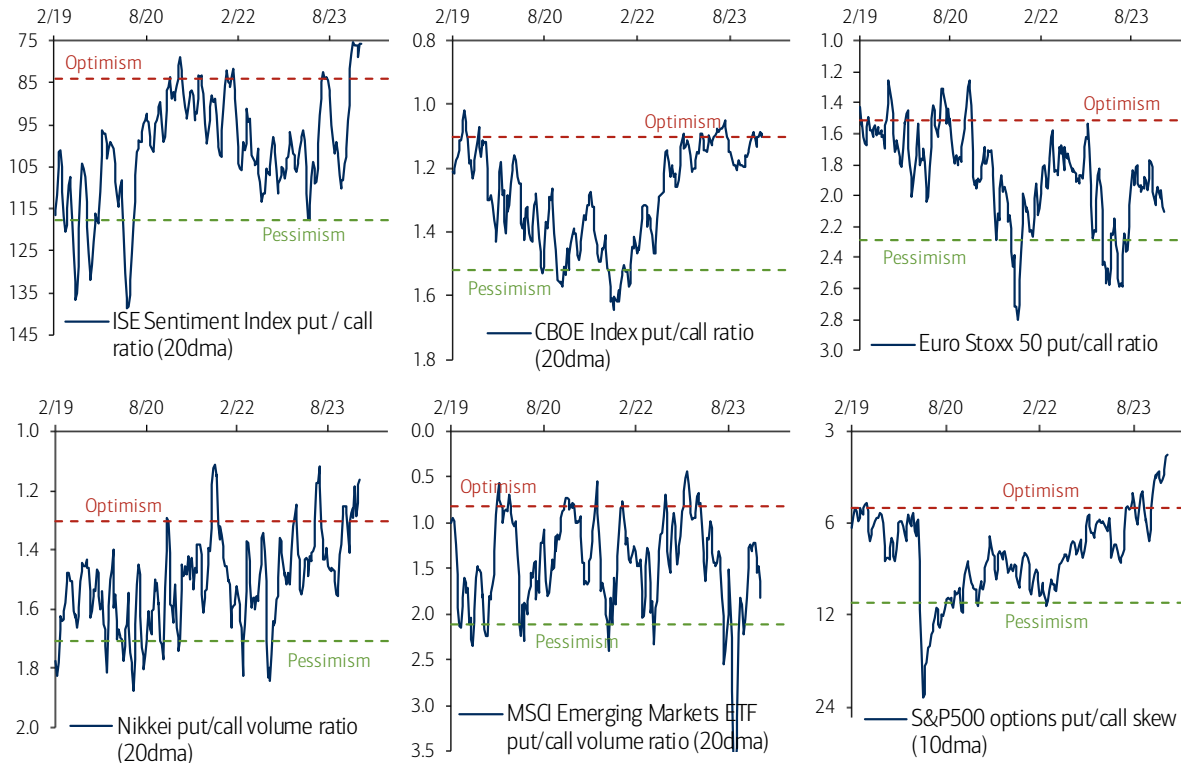 2/19 8/20 2/22 8/23
75
85
95
105
115
125
135
145
Optimism
Pessimism
ISE Sentiment Index put / call
ratio (20dma)
2/19 8/20 2/22 8/23
0.8
1.0
1.2
1.4
1.6
1.8
Optimism
Pessimism
CBOE Index put/call ratio
(20dma)
2/19 8/20 2/22 8/23
1.0
1.2
1.4
1.6
1.8
2.0
2.2
2.4
2.6
2.8
3.0
Optimism
Pessimism
Euro Stoxx 50 put/call ratio
2/19 8/20 2/22 8/23
1.0
1.2
1.4
1.6
1.8
2.0
Optimism
Pessimism
Nikkei put/call volume ratio
(20dma)
2/19 8/20 2/22 8/23
0.0
0.5
1.0
1.5
2.0
2.5
3.0
3.5
Optimism
Pessimism
MSCI Emerging Markets ETF
put/call volume ratio (20dma)
2/19 8/20 2/22 8/23
3
6
12
24
Optimism
Pessimism
S&P500 options put/call skew
(10dma)